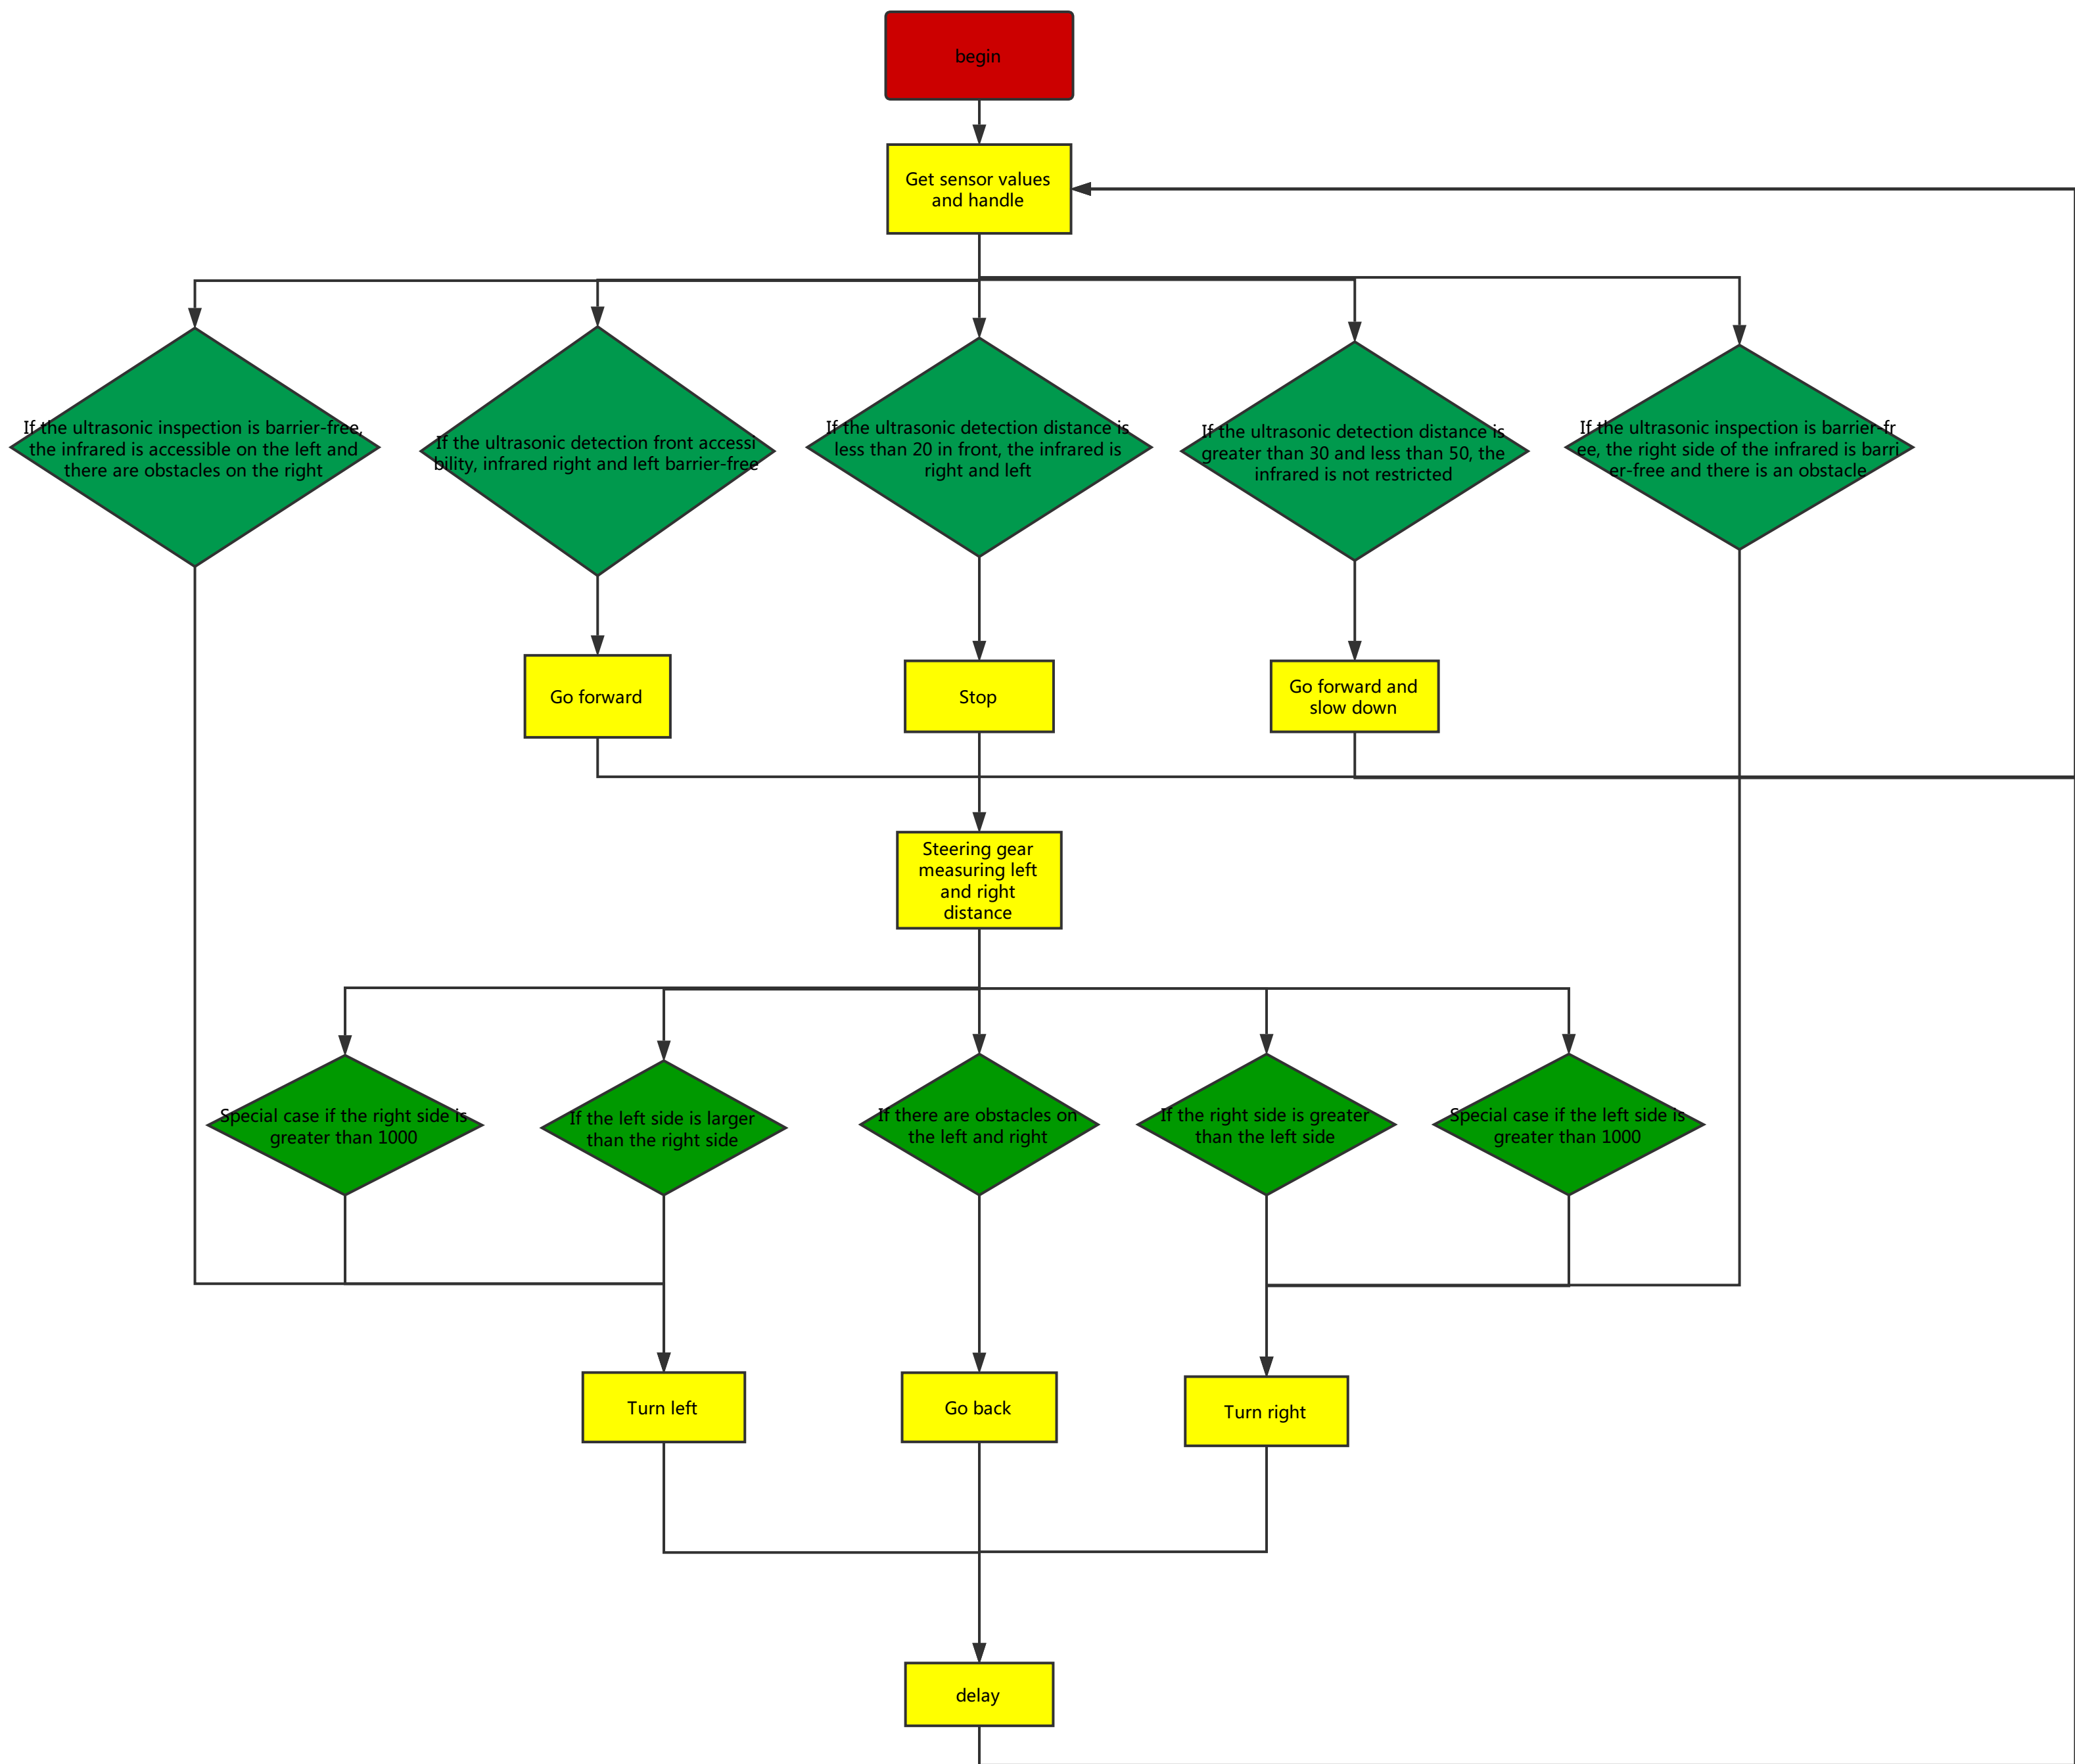 begin
Get sensor values
and handle
If the ultrasonic inspection is barrier-free,
the infrared is accessible on the left and
there are obstacles on the right
If the ultrasonic detection front accessi
bility, infrared right and left barrier-free
If the ultrasonic detection distance is
less than 20 in front, the infrared is
right and left
If the ultrasonic detection distance is
greater than 30 and less than 50, the
infrared is not restricted
If the ultrasonic inspection is barrier-fr
ee, the right side of the infrared is barri
er-free and there is an obstacle
Go forward
Stop
Go forward and
slow down
Steering gear
measuring left
and right
distance
Special case if the right side is
greater than 1000
If the left side is larger
than the right side
If there are obstacles on
the left and right
If the right side is greater
than the left side
Special case if the left side is
greater than 1000
Turn left
Go back
Turn right
delay